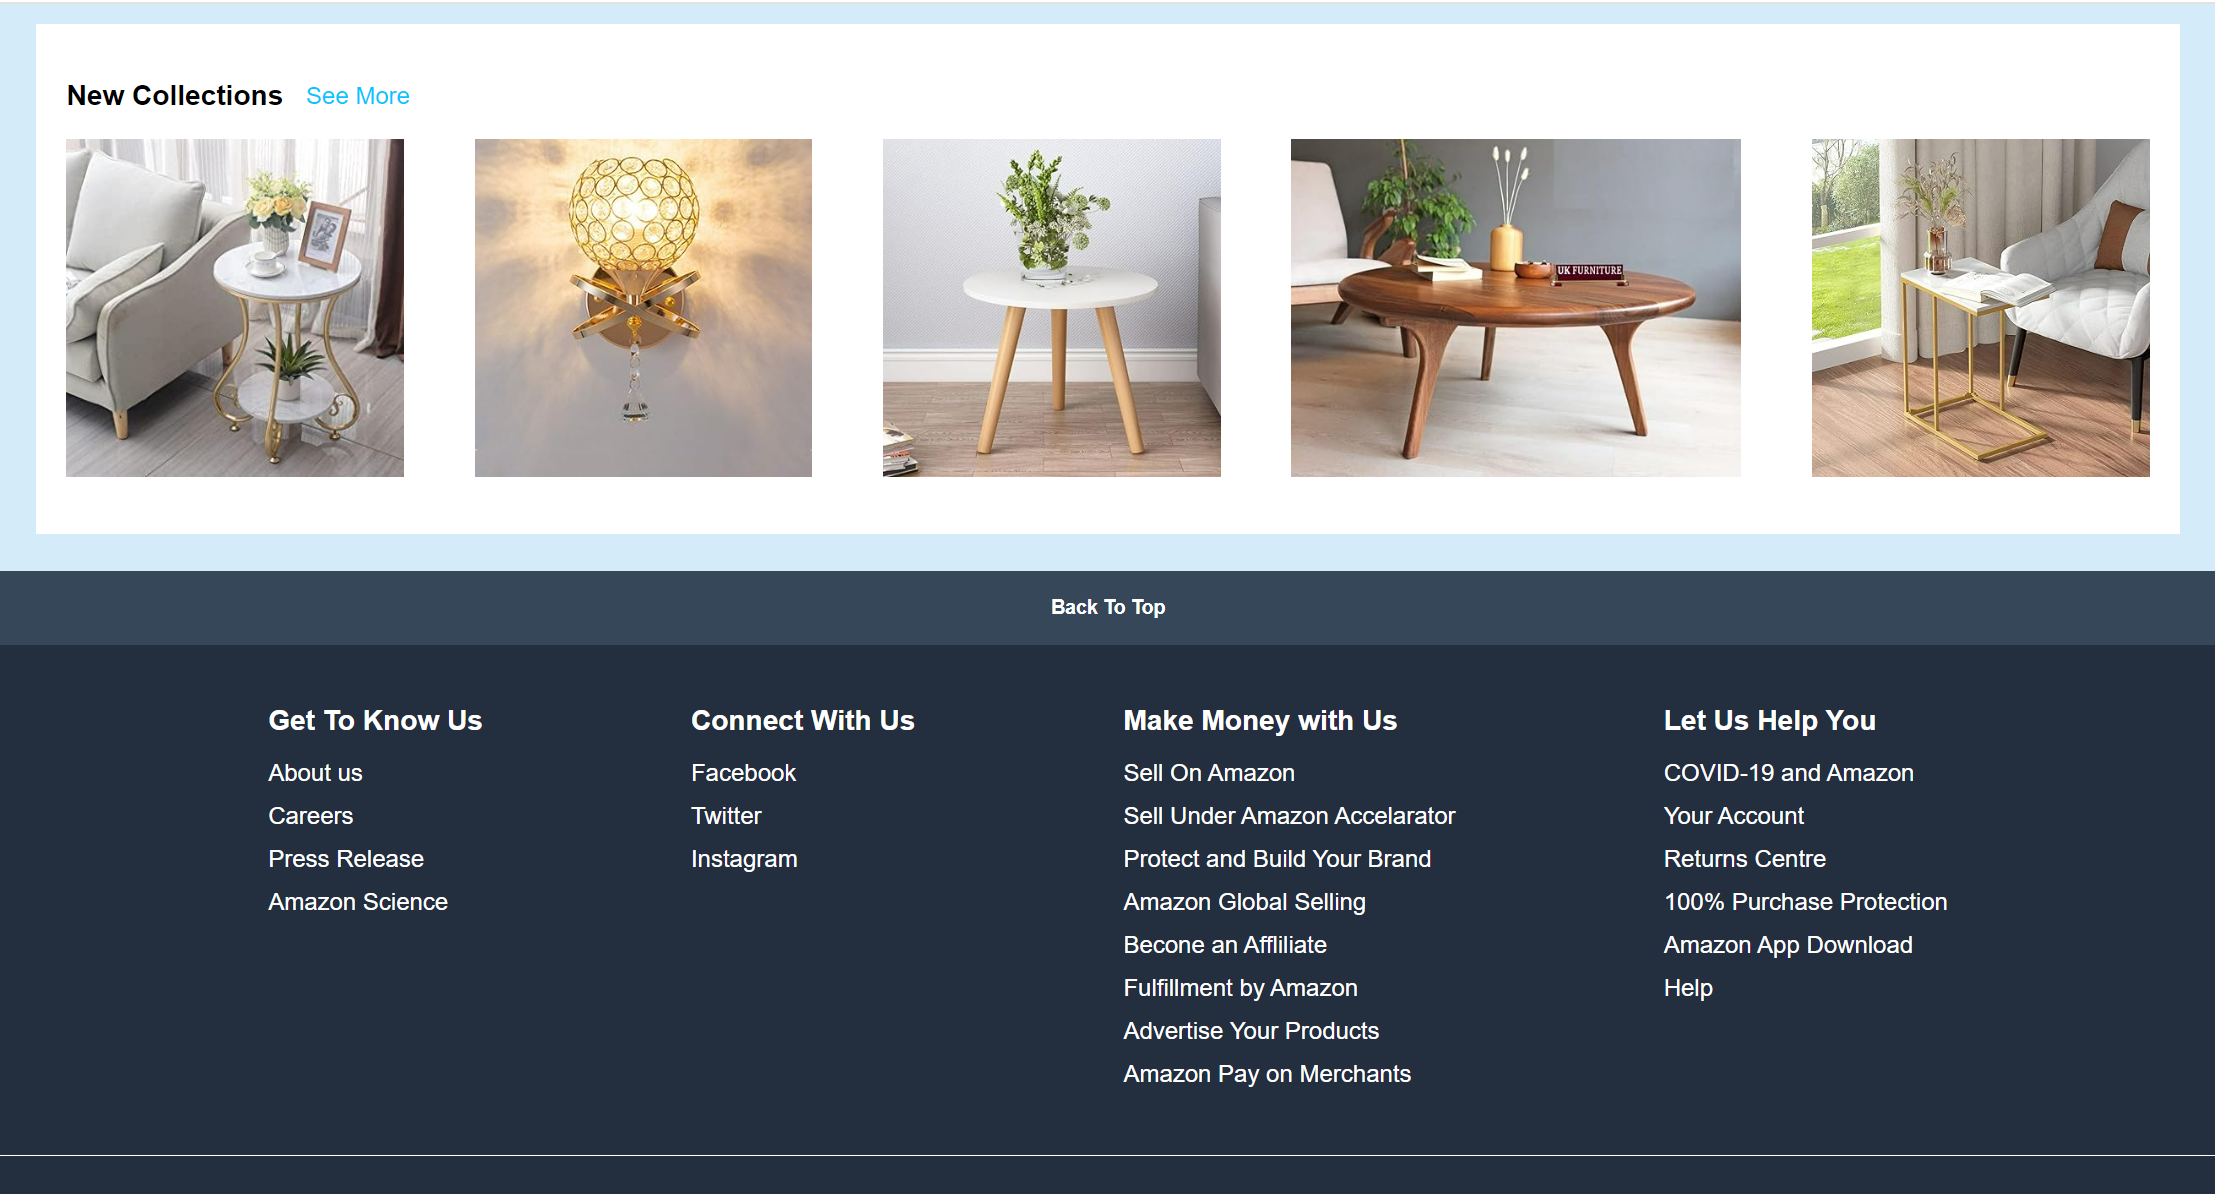 New Collections See More
UK FURNITURE
Back To Top
Get To Know Us
About us
Careers
Press Release
Amazon Science
Connect With Us
Facebook
Twitter
Instagram
Make Money with Us
Sell On Amazon
Sell Under Amazon Accelarator
Protect and Build Your Brand
Amazon Global Selling
Becone an Affliliate
Fulfillment by Amazon
Advertise Your Products
Amazon Pay on Merchants
Let Us Help You
COVID-19 and Amazon
Your Account
Returns Centre
100% Purchase Protection
Amazon App Download
Help